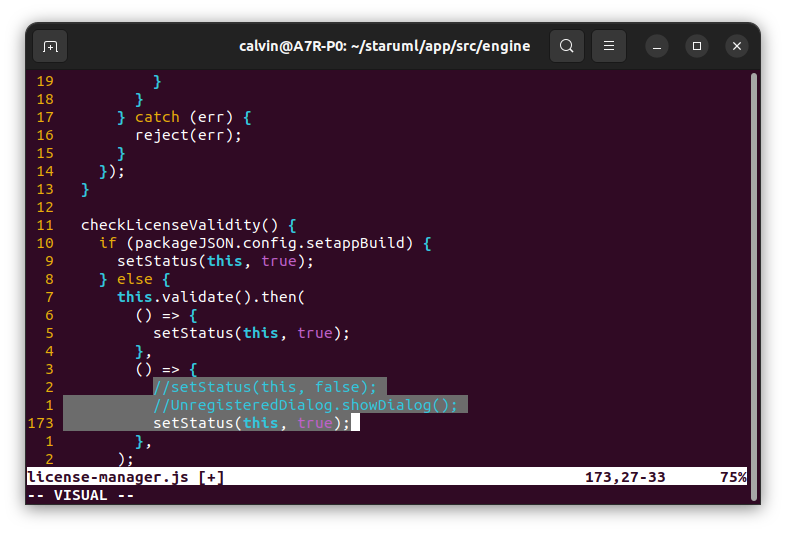 calvin@A7R-P0: ~/staruml/app/src/engine
19 }
18 }
17 } catch (err) {
16 reject(err);
15 }
14 });
13 }
12
11 checkLicenseValidity() {
10 if (packageJSON.config.setappBuild) {
9 setStatus(this, true);
8 } else {
7 this.validate().then(
6 () => {
5 setStatus(this, true);
4 },
3 () => {
2 //setStatus(this, false);
1 //UnregisteredDialog.showDialog();
173 setStatus(this, true);
1 },
2 );
license-manager.js [+] 173,27-33 75%
-- VISUAL --